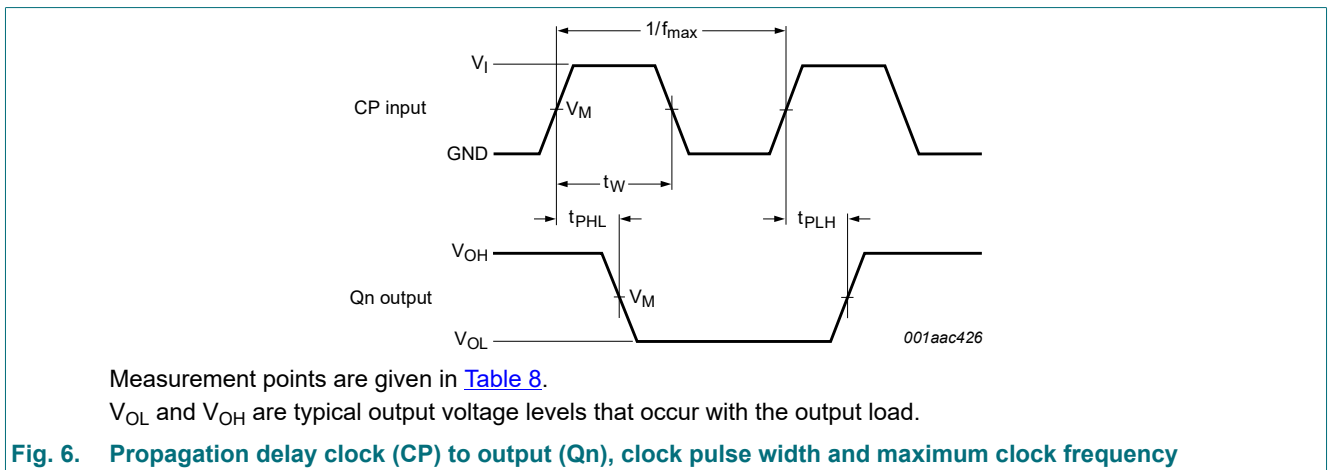 1/fmax
VI
CP input
VM
GND
tW
tPHL
tPLH
VOH
Qn output
VM
VOL
001aac426
Measurement points are given in Table 8.
VOL and VOH are typical output voltage levels that occur with the output load.
Fig. 6. Propagation delay clock (CP) to output (Qn), clock pulse width and maximum clock frequency